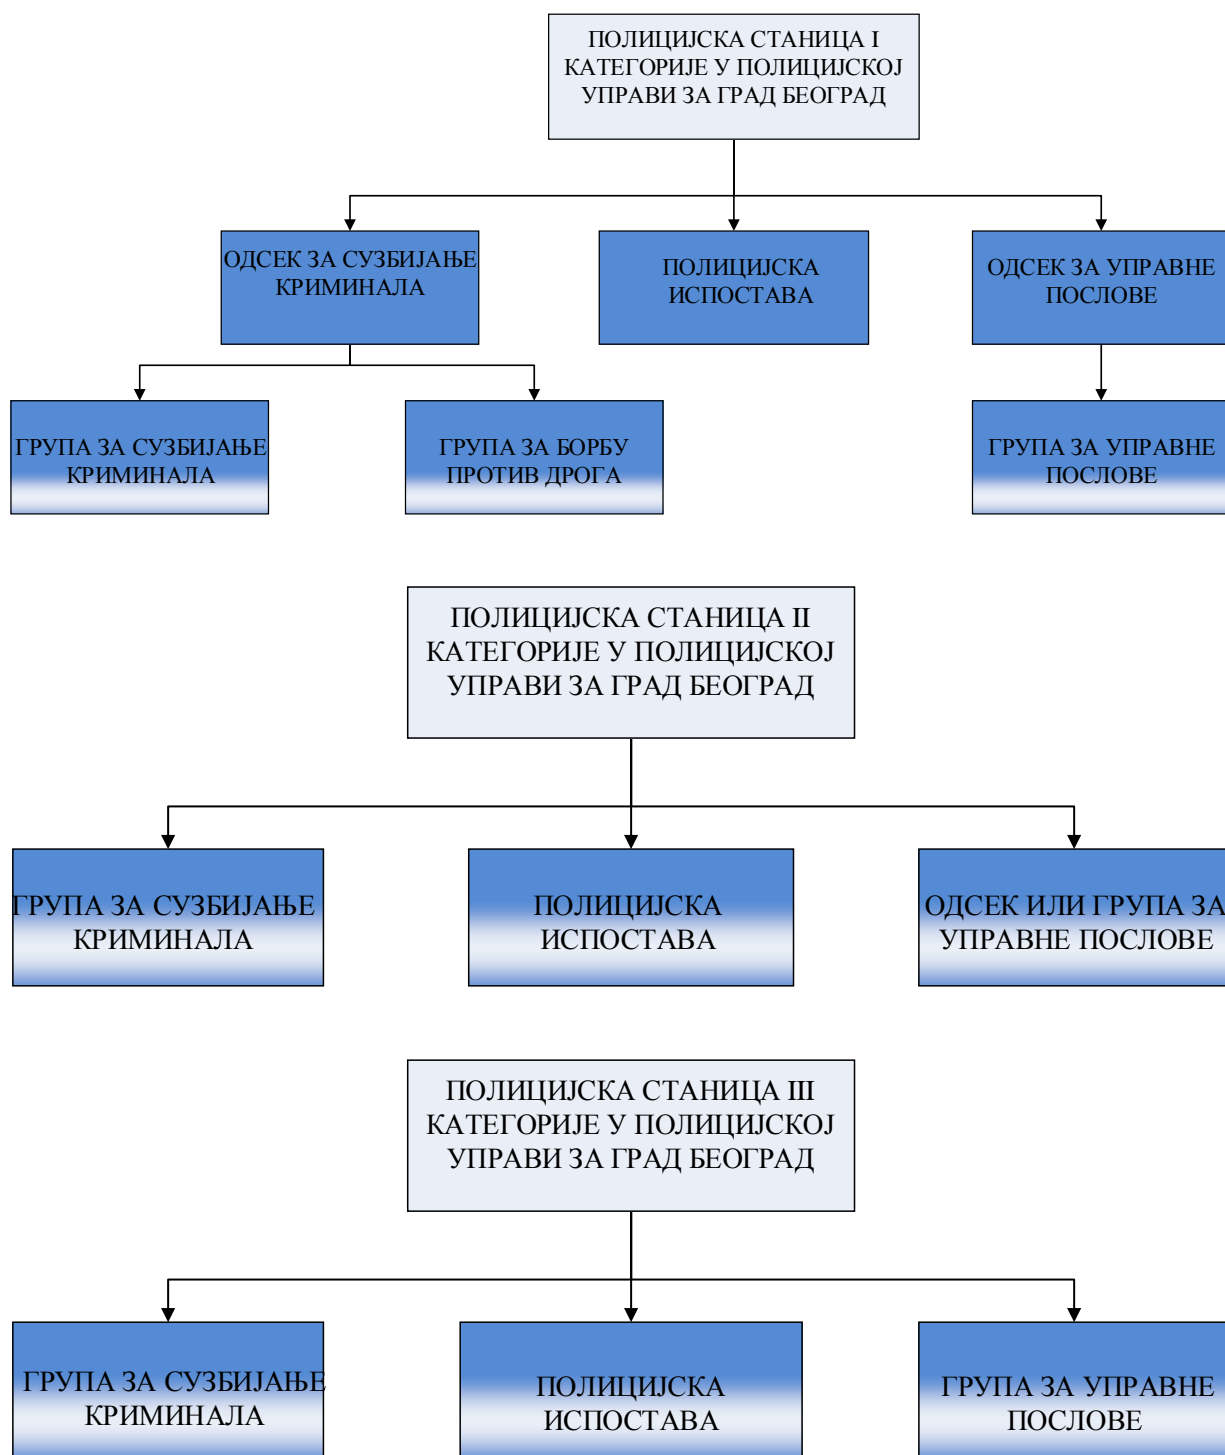 ПОЛИЦИЈСКА СТАНИЦА I
КАТЕГОРИЈЕ У ПОЛИЦИЈСКОЈ
УПРАВИ ЗА ГРАД БЕОГРАД
ОДСЕК ЗА СУЗБИЈАЊЕ
КРИМИНАЛА
ПОЛИЦИЈСКА
ИСПОСТАВА
ОДСЕК ЗА УПРАВНЕ
ПОСЛОВЕ
ГРУПА ЗА СУЗБИЈАЊЕ
КРИМИНАЛА
ГРУПА ЗА БОРБУ
ПРОТИВ ДРОГА
ГРУПА ЗА УПРАВНЕ
ПОСЛОВЕ
ПОЛИЦИЈСКА СТАНИЦА II
КАТЕГОРИЈЕ У ПОЛИЦИЈСКОЈ
УПРАВИ ЗА ГРАД БЕОГРАД
ГРУПА ЗА СУЗБИЈАЊЕ
КРИМИНАЛА
ПОЛИЦИЈСКА
ИСПОСТАВА
ОДСЕК ИЛИ ГРУПА ЗА
УПРАВНЕ ПОСЛОВЕ
ПОЛИЦИЈСКА СТАНИЦА III
КАТЕГОРИЈЕ У ПОЛИЦИЈСКОЈ
УПРАВИ ЗА ГРАД БЕОГРАД
ГРУПА ЗА СУЗБИЈАЊЕ
КРИМИНАЛА
ПОЛИЦИЈСКА
ИСПОСТАВА
ГРУПА ЗА УПРАВНЕ
ПОСЛОВЕ